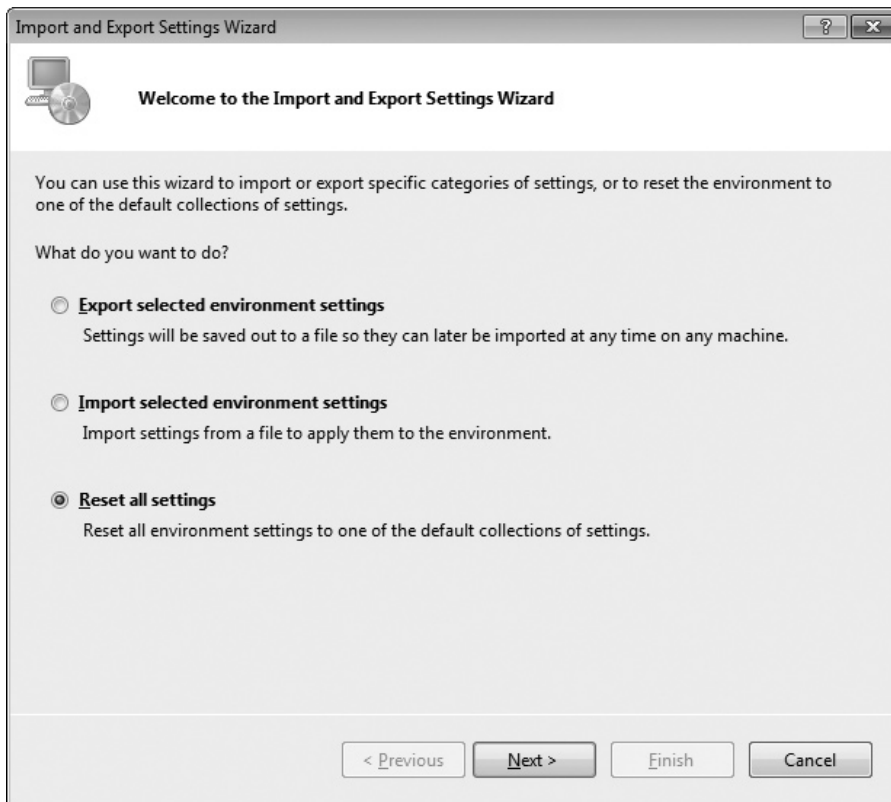 Import and Export Settings Wizard
?
Welcome to the Import and Export Settings Wizard
You can use this wizard to import or export specific categories of settings, or to reset the environment to
one of the default collections of settings.
What do you want to do?
Export selected environment settings
Settings will be saved out to a file so they can later be imported at any time on any machine.
Import selected environment settings
Import settings from a file to apply them to the environment.
Reset all settings
Reset all environment settings to one of the default collections of settings.
< Previous Next > Finish Cancel